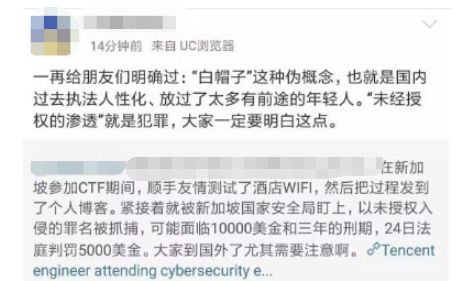 14分钟前 来自 UC浏览器
一再给朋友们明确过：“白帽子”这种伪概念，也就是国内
过去执法人性化、放过了太多有前途的年轻人。“未经授
权的渗透”就是犯罪，大家一定要明白这点。
在新加
坡参加CTF期间，顺手友情测试了酒店WIFI，然后把过程发到
了个人博客。紧接着就被新加坡国家安全局盯上，以未授权入
侵的罪名被抓捕，可能面临10000美金和三年的刑期，24日法
庭判罚5000美金。大家到国外了尤其需要注意啊。Tencent
engineer attending cybersecurity e...